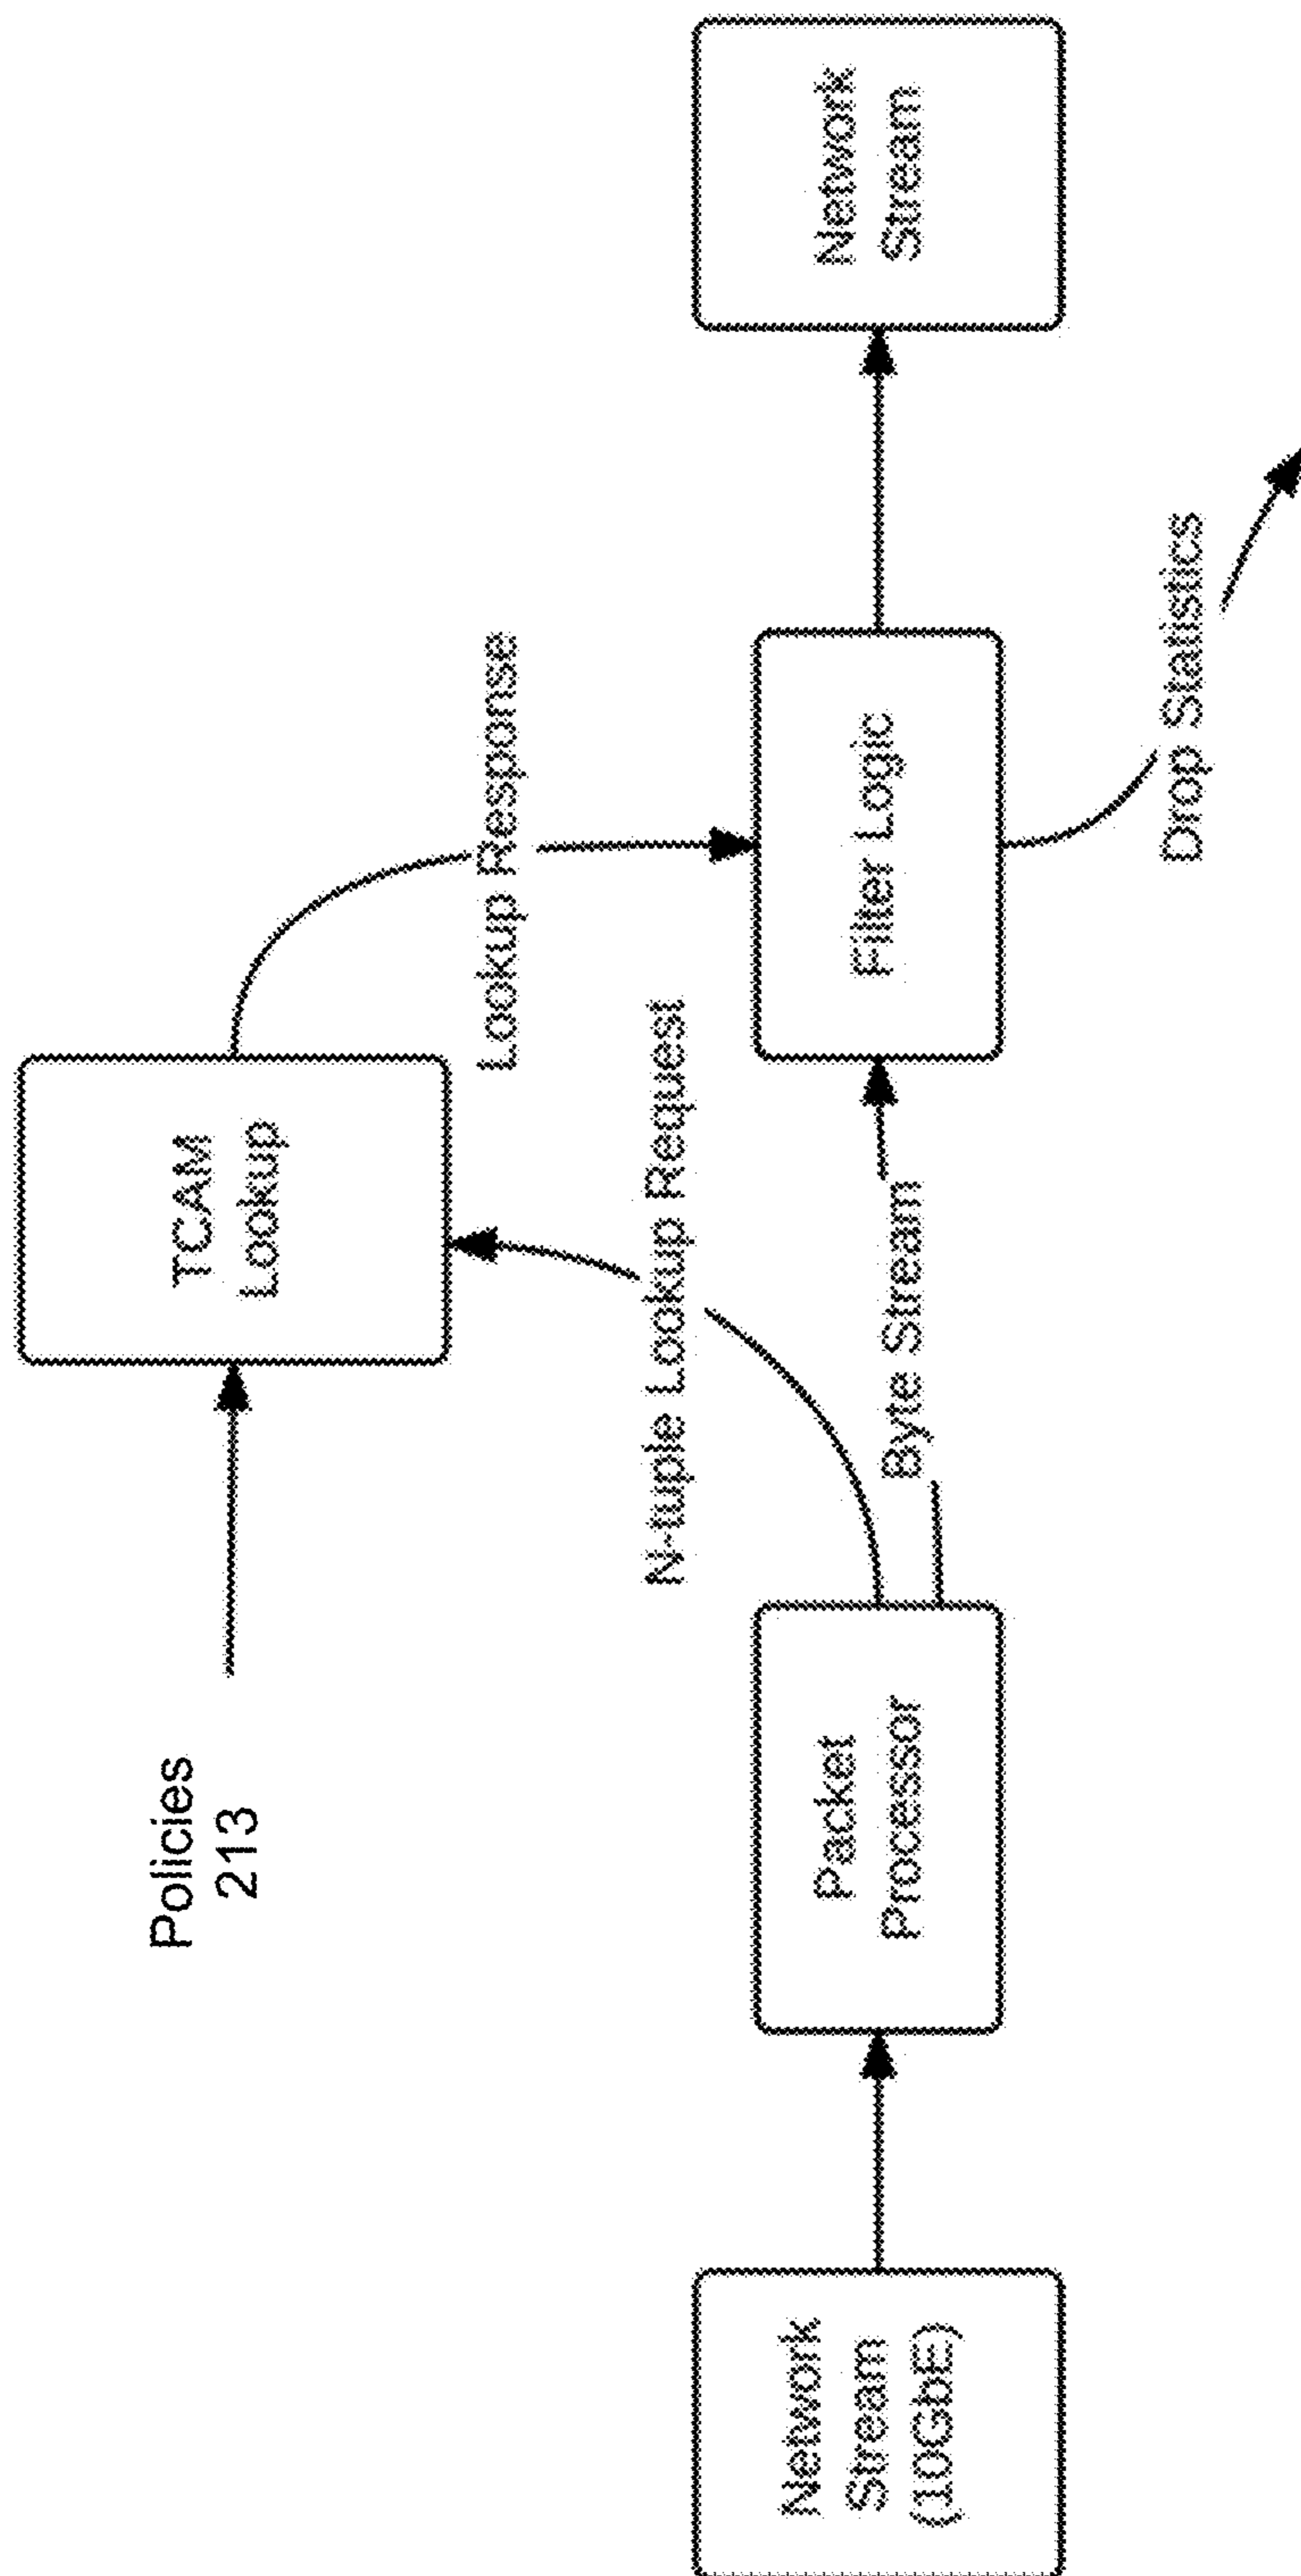 Policies
213
TCAM
Lookup
Lookup Response
N-tuple Lookup Request
Network
Stream
(10GbE)
Packet
Processor
Byte Stream
Filter Logic
Network
Stream
Drop Statistics